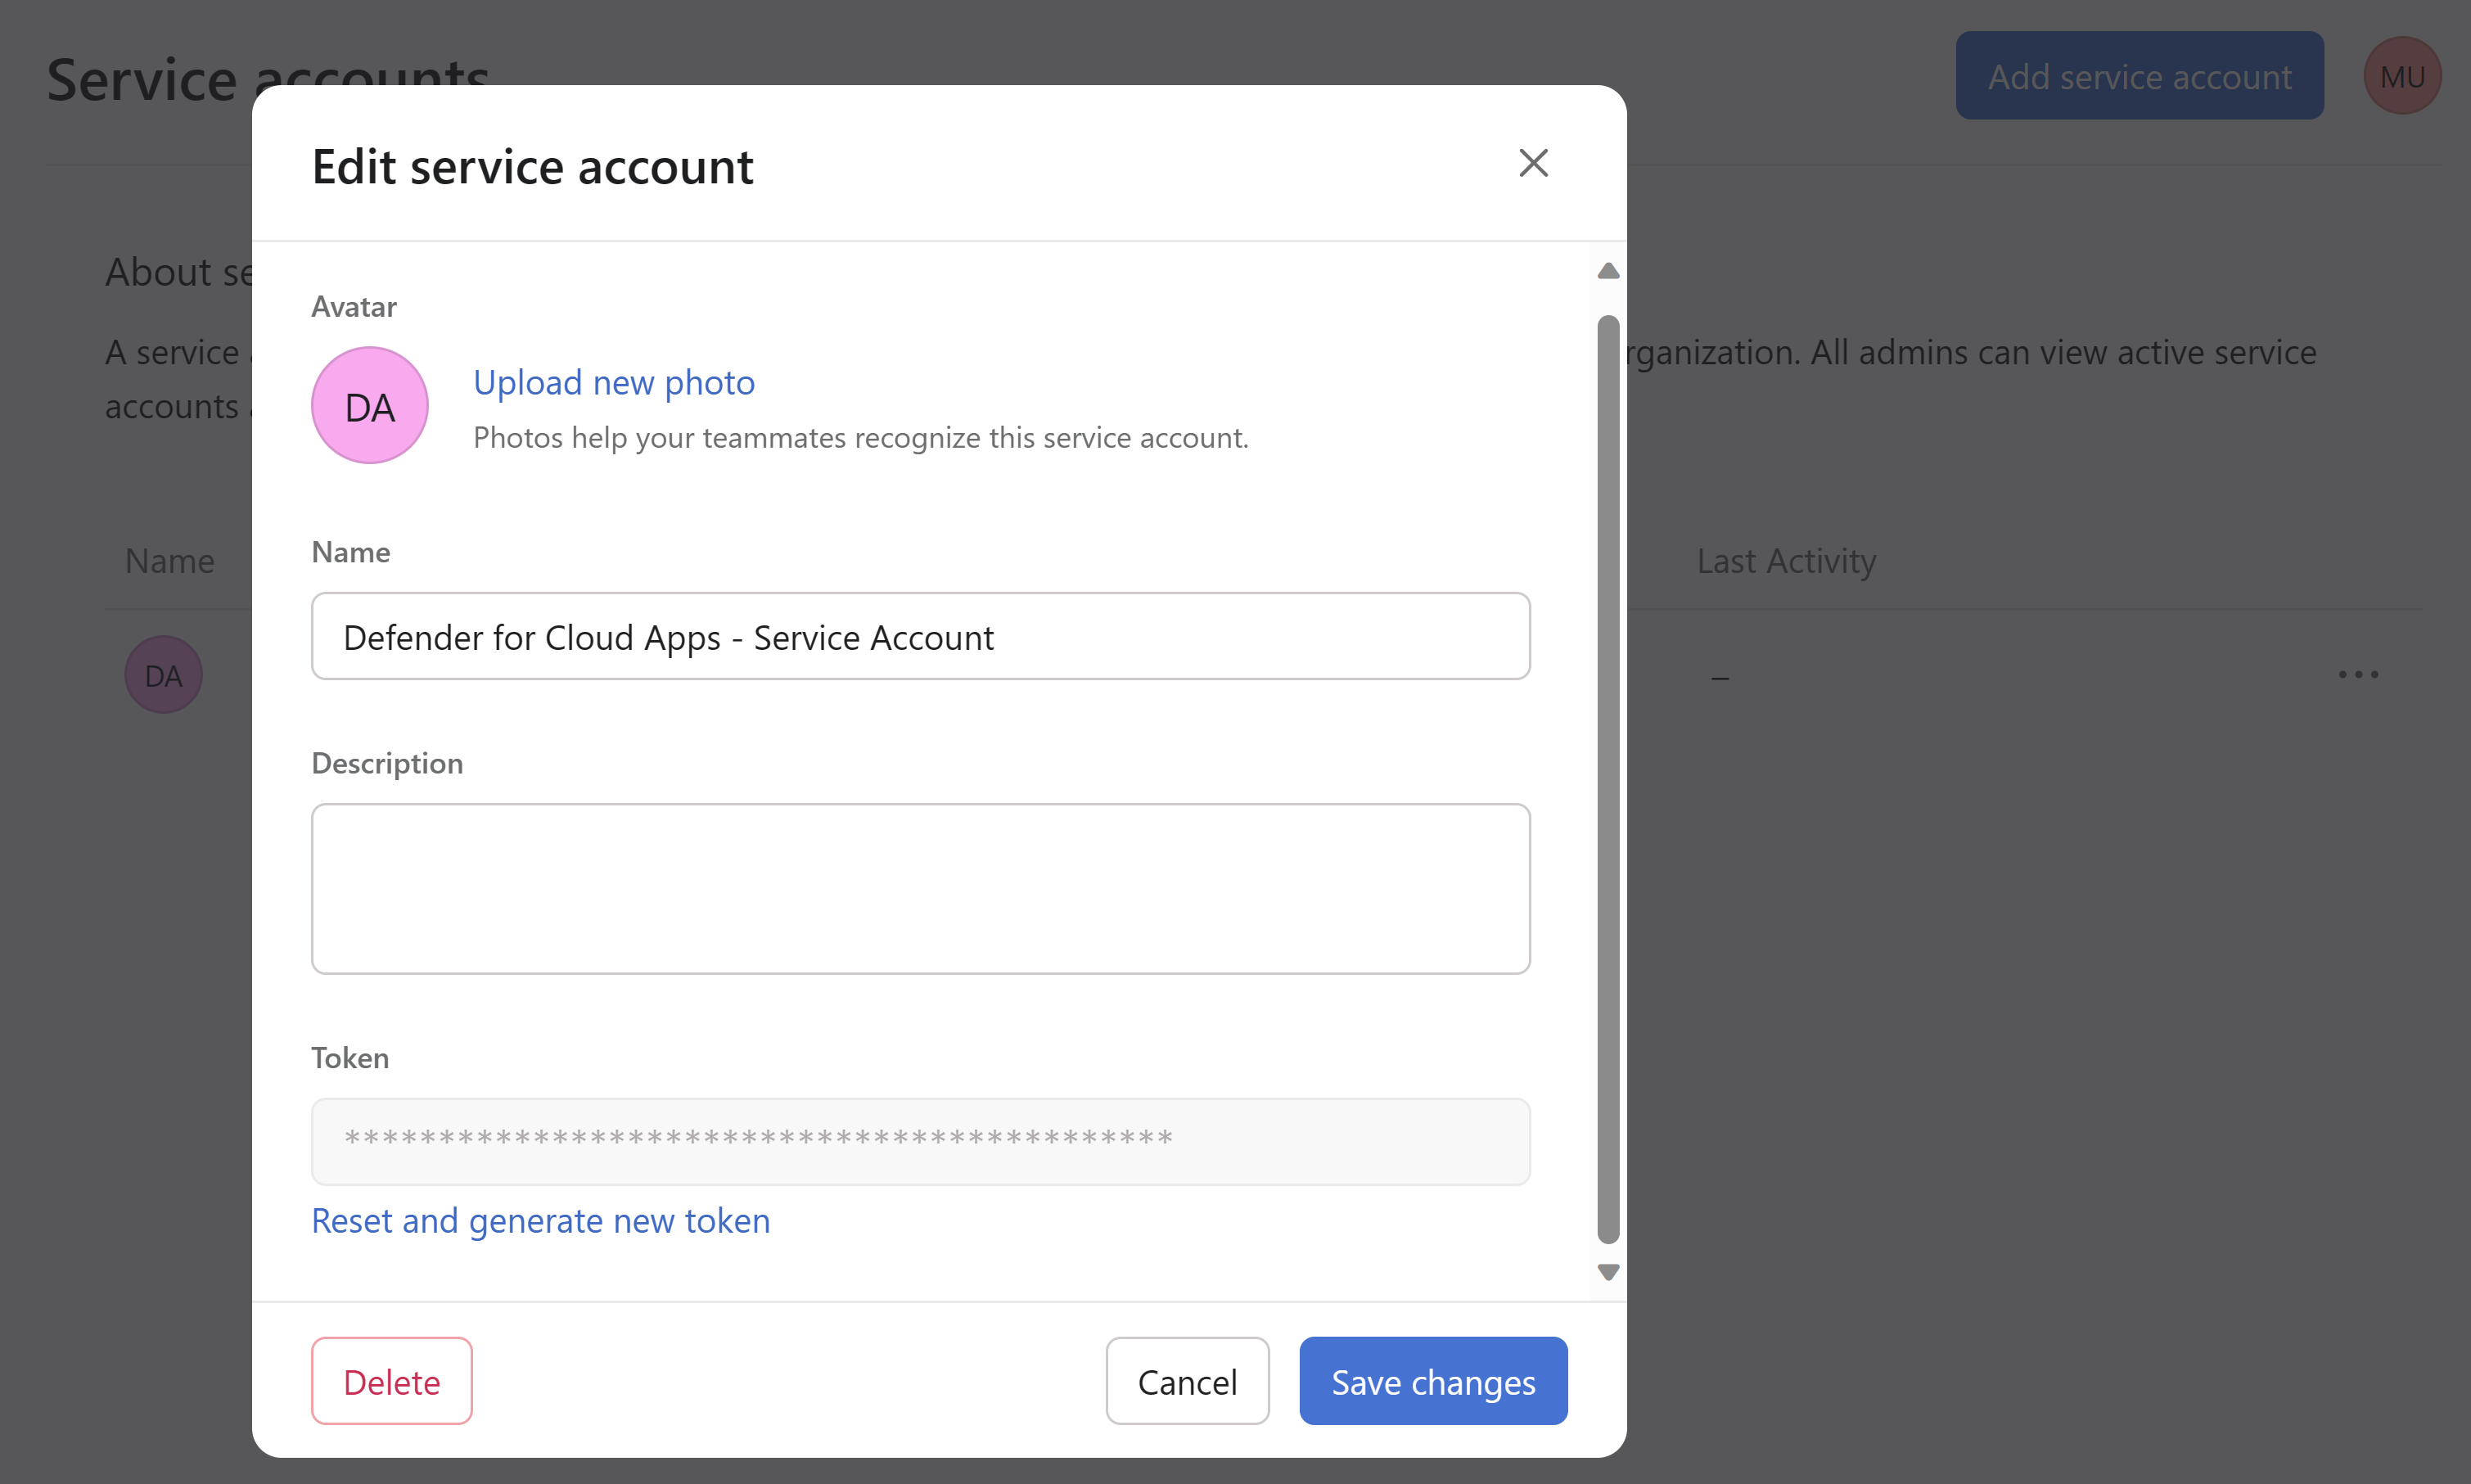 Service accounts
Add service account
MU
Edit service account
About se
Avatar
DA
Upload new photo
Photos help your teammates recognize this service account.
A service
rganization. All admins can view active service
accounts
Name
Last Activity
Name
Defender for Cloud Apps - Service Account
DA
–
Description
Token
********************************************
Reset and generate new token
Delete
Cancel
Save changes